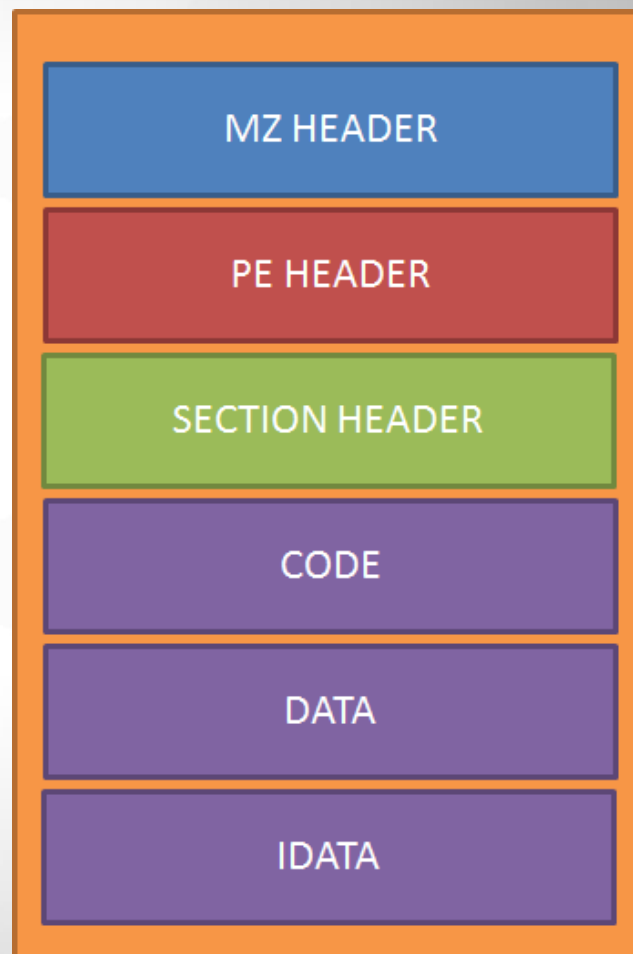 MZ HEADER
PE HEADER
SECTION HEADER
CODE
DATA
IDATA